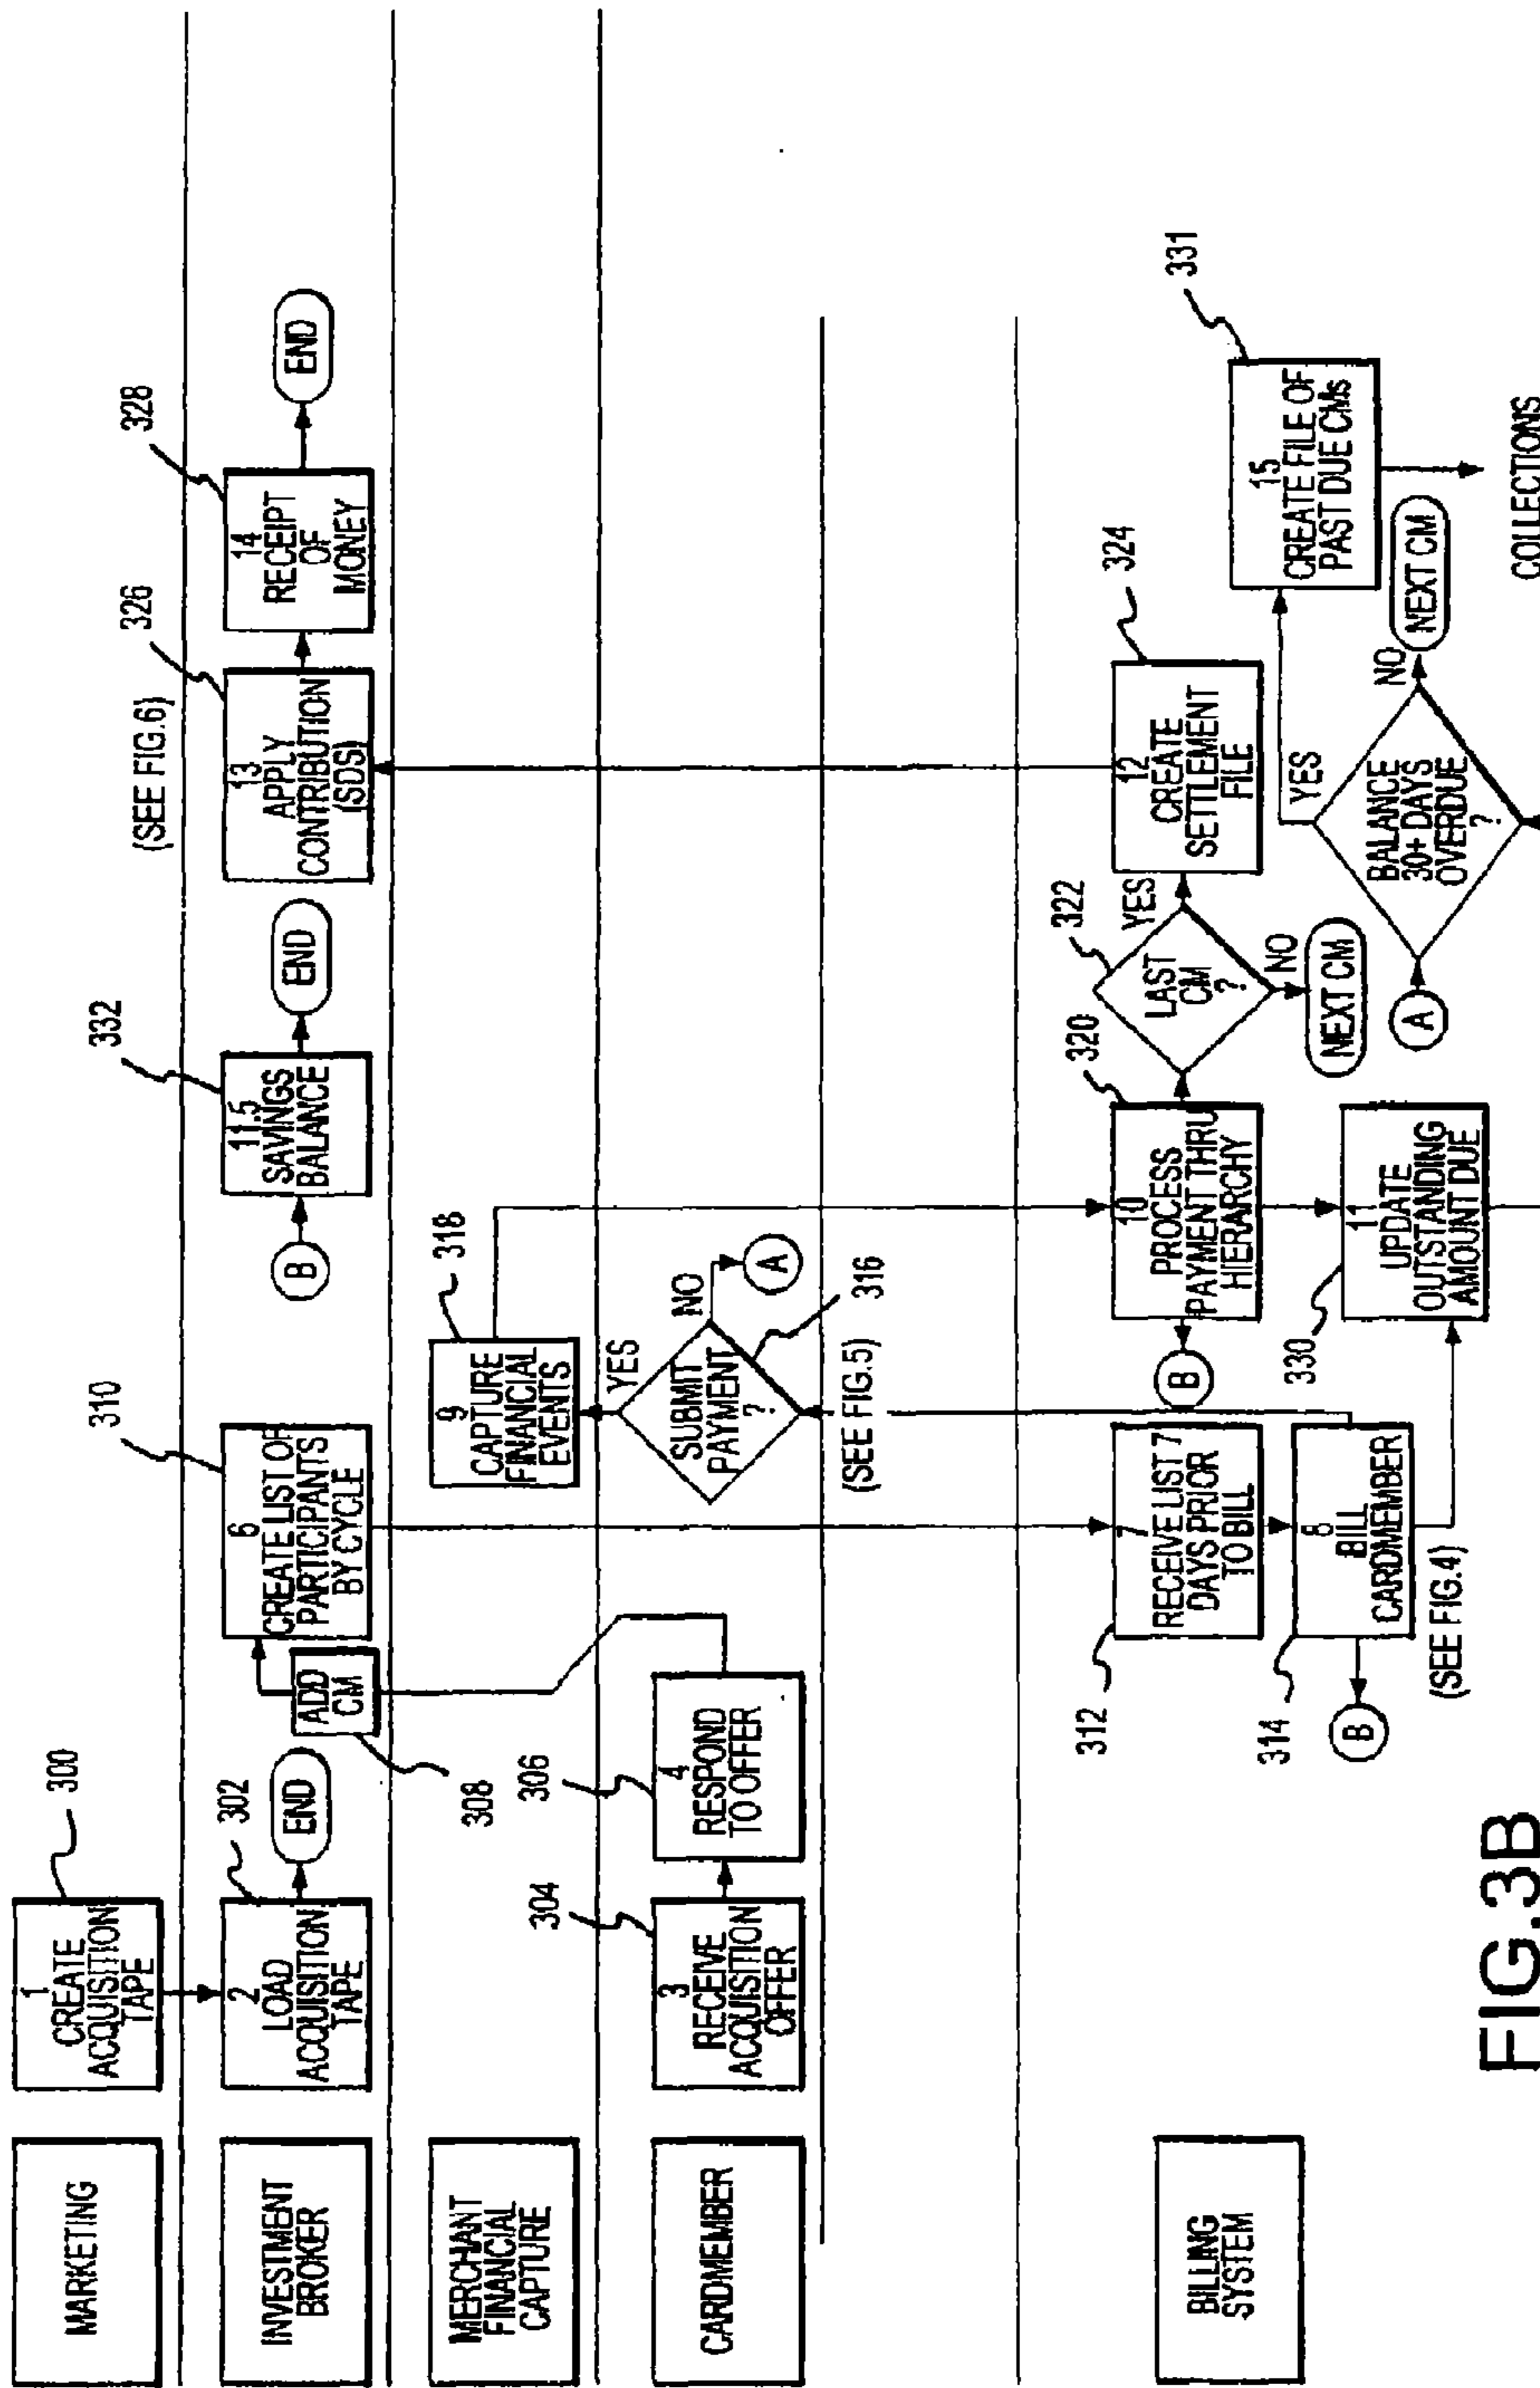 MARKETING
1
CREATE
ACQUISITION
TAPE
300
INVESTMENT
BROKER
2
LOAD
ACQUISITION
TAPE
302
END
ADD
CM
308
6
CREATE LIST OF
PARTICIPANTS
BY CYCLE
310
B
11.5
SAVINGS
BALANCE
332
END
(SEE FIG.6)
13
APPLY
CONTRIBUTION
(SDS)
326
14
RECEIPT
OF
MONEY
328
END
MERCHANT
FINANCIAL
CAPTURE
9
CAPTURE
FINANCIAL
EVENTS
318
CARDMEMBER
3
RECEIVE
ACQUISITION
OFFER
304
4
RESPOND
TO OFFER
306
SUBMIT
PAYMENT
?
YES
NO
A
316
(SEE FIG.5)
BILLING
SYSTEM
7
RECEIVE LIST 7
DAYS PRIOR
TO BILL
312
8
BILL
CARDMEMBER
314
B
(SEE FIG.4)
B
10
PROCESS
PAYMENT THRU
HIERARCHY
320
11
UPDATE
OUTSTANDING
AMOUNT DUE
330
LAST
CM
?
322
YES
NO
NEXT CM
12
CREATE
SETTLEMENT
FILE
324
A
BALANCE
30+ DAYS
OVERDUE
?
YES
NO
NEXT CM
15
CREATE FILE OF
PAST DUE CMs
331
COLLECTIONS
FIG.3B